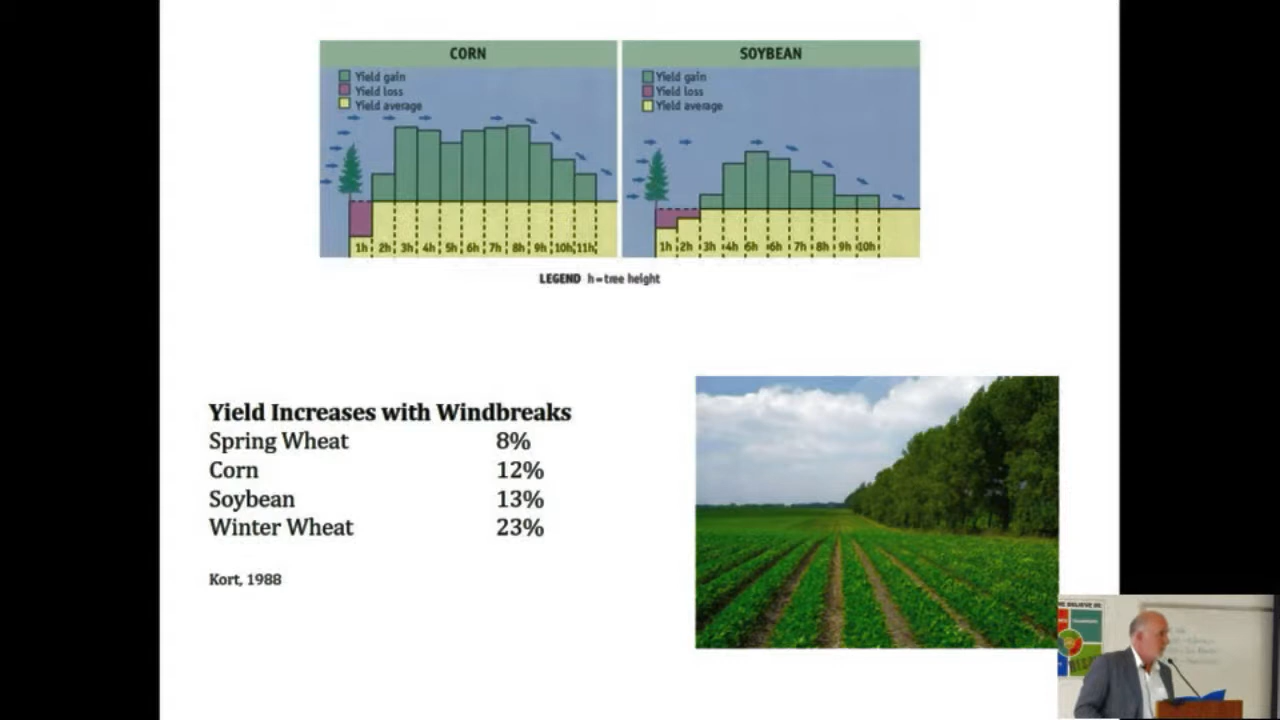 CORN
Yield gain
Yield loss
Yield average
1h 2h 3h 4h 5h 6h 7h 8h 9h 10h 11h
SOYBEAN
Yield gain
Yield loss
Yield average
1h 2h 3h 4h 5h 6h 7h 8h 9h 10h
LEGEND h=tree height
Yield Increases with Windbreaks
Spring Wheat 8%
Corn 12%
Soybean 13%
Winter Wheat 23%
Kort, 1988